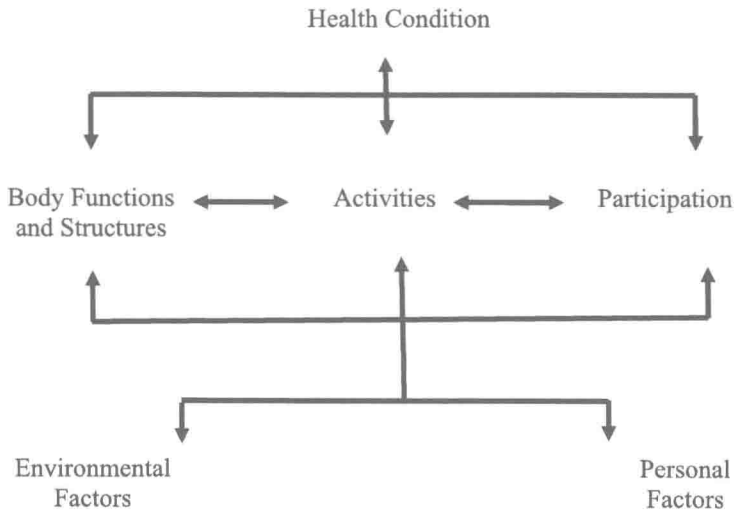 Health Condition
Body Functions
and Structures
Activities
Participation
Environmental
Factors
Personal
Factors